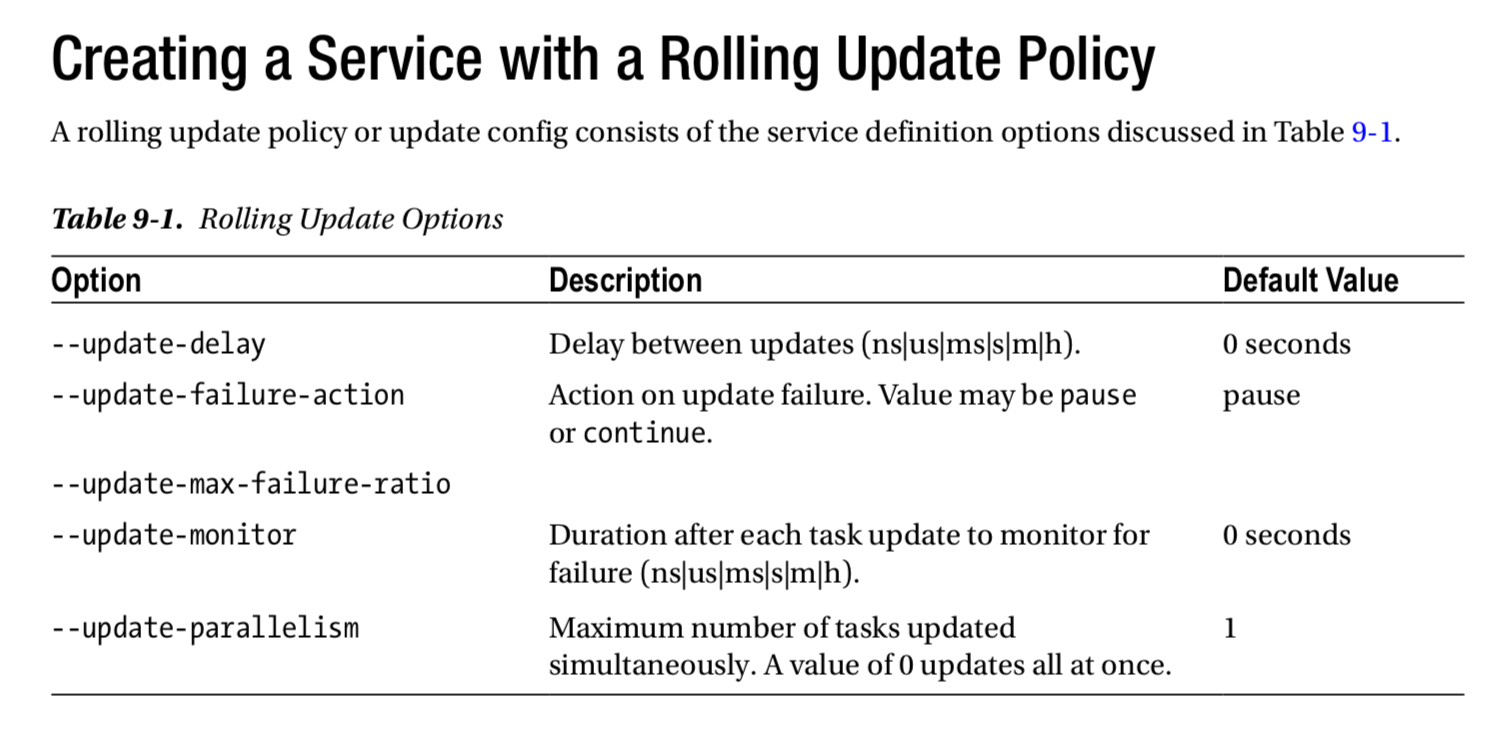 Creating a Service with a Rolling Update Policy
A rolling update policy or update config consists of the service definition options discussed in Table 9-1.
Table 9-1. Rolling Update Options
Option Description Default Value
--update-delay Delay between updates (ns|us|ms|s|m|h). 0 seconds
--update-failure-action Action on update failure. Value may be pause pause
or continue.
--update-max-failure-ratio
--update-monitor Duration after each task update to monitor for 0 seconds
failure (ns|us|ms|s|m|h).
--update-parallelism Maximum number of tasks updated 1
simultaneously. A value of 0 updates all at once.